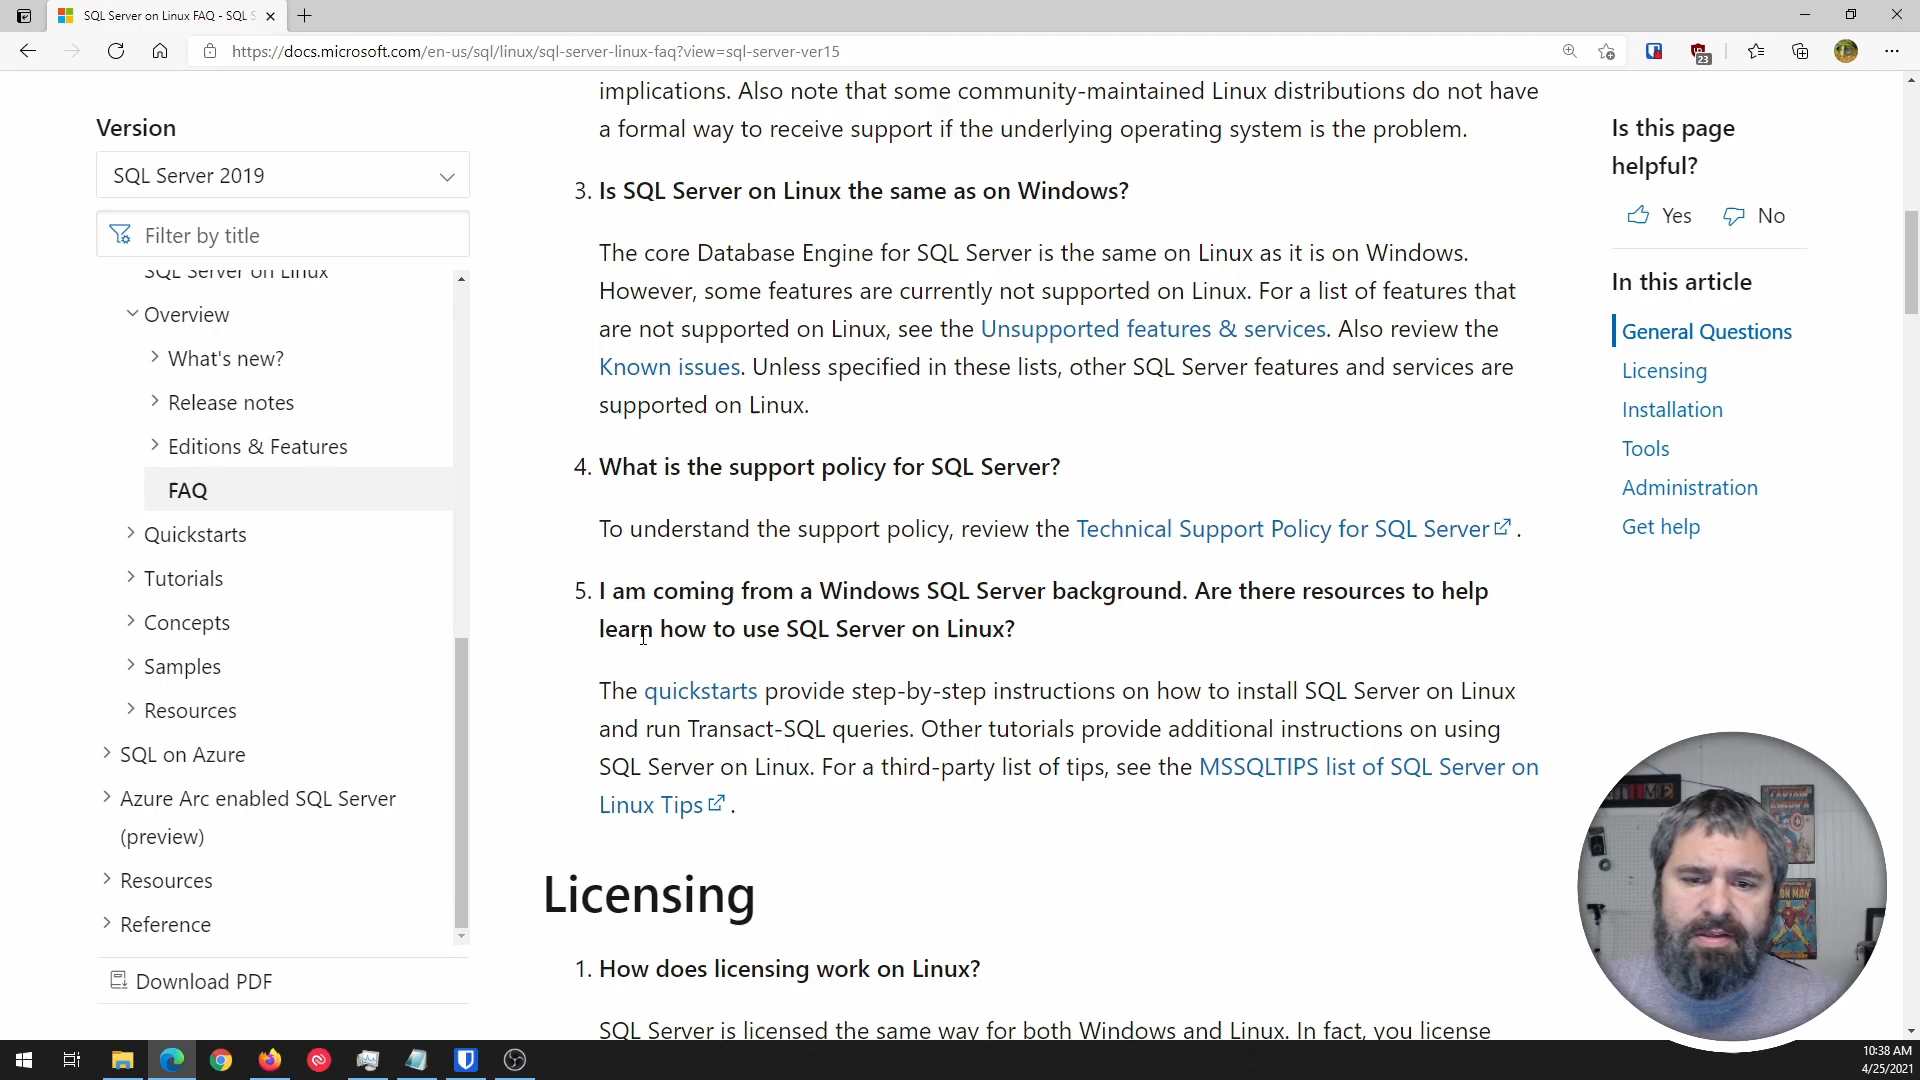 SQL Server on Linux FAQ - SQL S
https://docs.microsoft.com/en-us/sql/linux/sql-server-linux-faq?view=sql-server-ver15
23
Version
SQL Server 2019
Filter by title
SQL Server on Linux
Overview
What's new?
Release notes
Editions & Features
FAQ
Quickstarts
Tutorials
Concepts
Samples
Resources
SQL on Azure
Azure Arc enabled SQL Server
(preview)
Resources
Reference
Download PDF
implications. Also note that some community-maintained Linux distributions do not have
a formal way to receive support if the underlying operating system is the problem.
3. Is SQL Server on Linux the same as on Windows?
The core Database Engine for SQL Server is the same on Linux as it is on Windows.
However, some features are currently not supported on Linux. For a list of features that
are not supported on Linux, see the Unsupported features & services. Also review the
Known issues. Unless specified in these lists, other SQL Server features and services are
supported on Linux.
4. What is the support policy for SQL Server?
To understand the support policy, review the Technical Support Policy for SQL Server.
5. I am coming from a Windows SQL Server background. Are there resources to help
learn how to use SQL Server on Linux?
The quickstarts provide step-by-step instructions on how to install SQL Server on Linux
and run Transact-SQL queries. Other tutorials provide additional instructions on using
SQL Server on Linux. For a third-party list of tips, see the MSSQLTIPS list of SQL Server on
Linux Tips.
Licensing
1. How does licensing work on Linux?
SQL Server is licensed the same way for both Windows and Linux. In fact, you license
Is this page
helpful?
Yes
No
In this article
General Questions
Licensing
Installation
Tools
Administration
Get help
CAPTAIN
AMERICA
IRON MAN
10:38 AM
4/25/2021